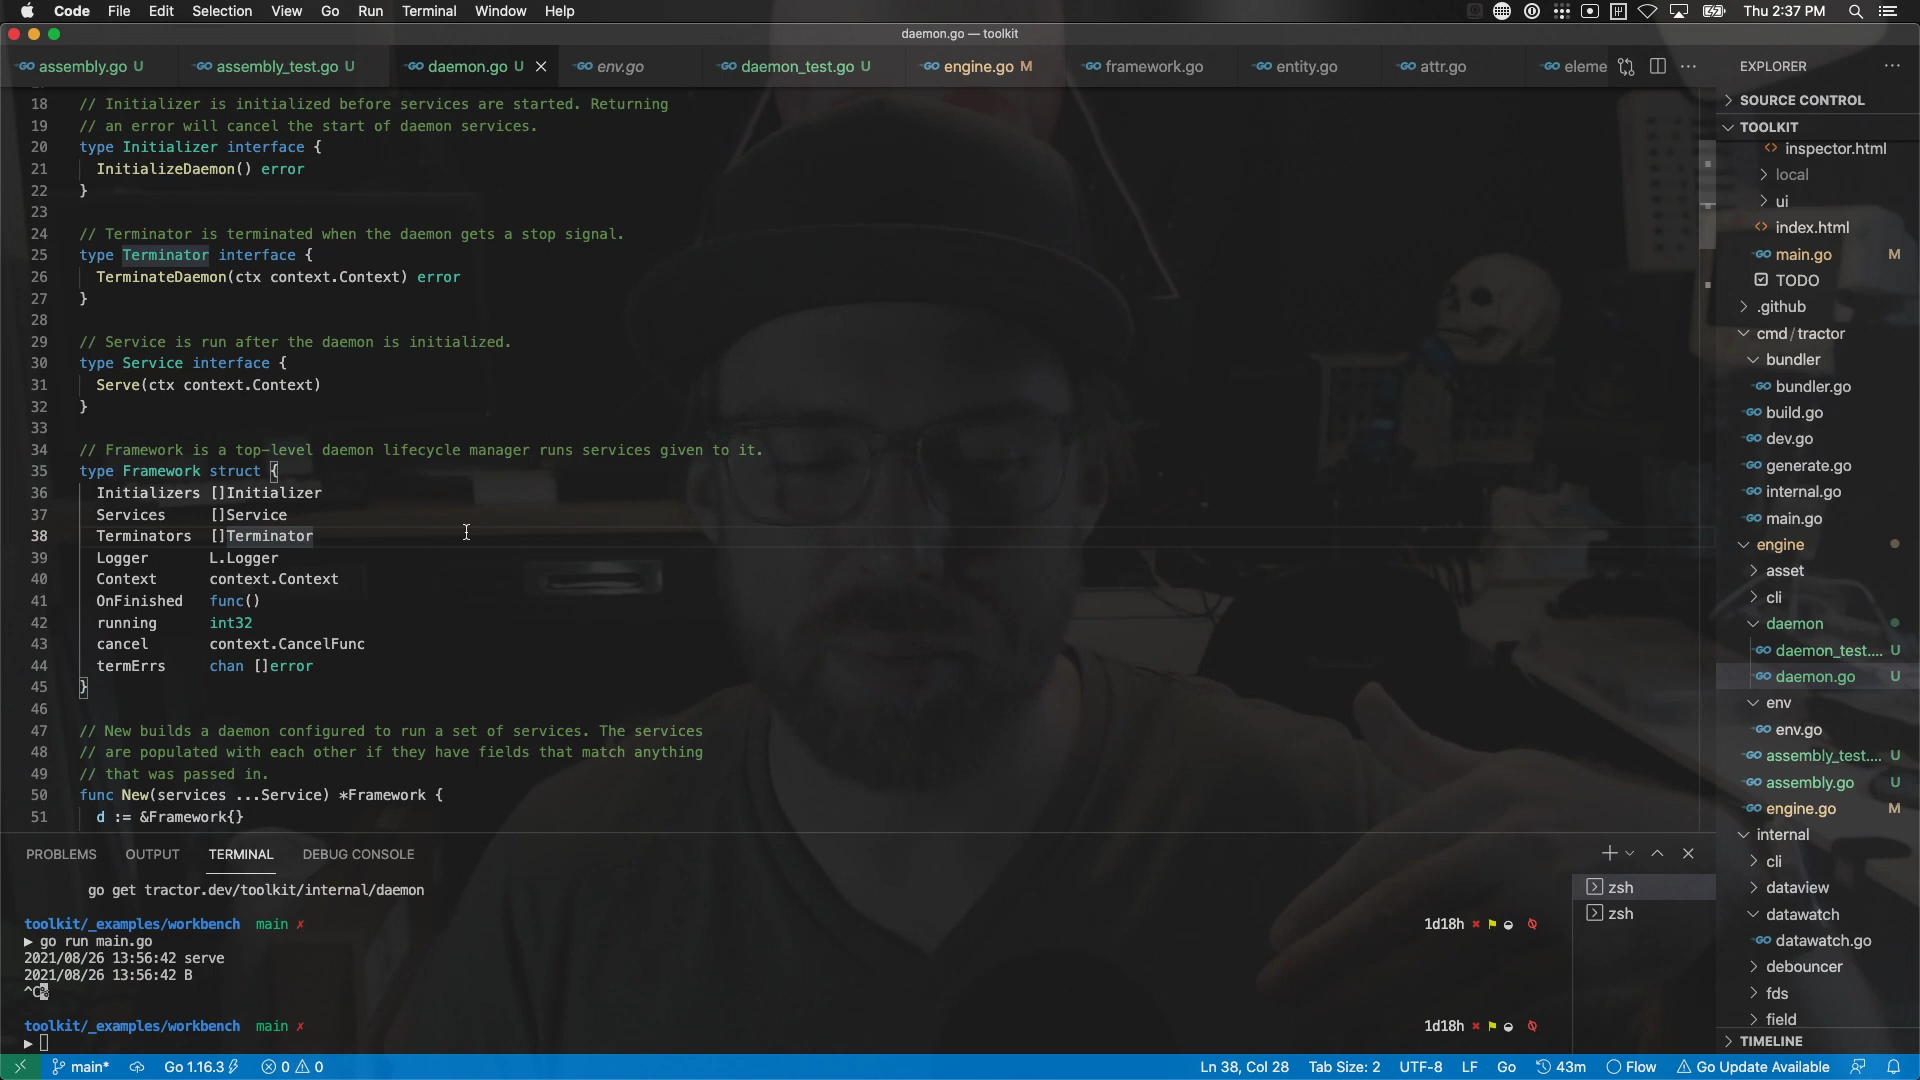 Code File Edit Selection View Go Run Terminal Window Help Thu 2:37 PM
daemon.go — toolkit
assembly.go U assembly_test.go U daemon.go U env.go daemon_test.go U engine.go M framework.go entity.go attr.go eleme
EXPLORER
SOURCE CONTROL
TOOLKIT
inspector.html
local
ui
index.html
main.go M
TODO
.github
cmd/tractor
bundler
bundler.go
build.go
dev.go
generate.go
internal.go
main.go
engine
asset
cli
daemon
daemon_test.... U
daemon.go U
env
env.go
assembly_test.... U
assembly.go U
engine.go M
internal
cli
dataview
datawatch
datawatch.go
debouncer
fds
field
TIMELINE
18 // Initializer is initialized before services are started. Returning
19 // an error will cancel the start of daemon services.
20 type Initializer interface {
21 InitializeDaemon() error
22 }
23
24 // Terminator is terminated when the daemon gets a stop signal.
25 type Terminator interface {
26 TerminateDaemon(ctx context.Context) error
27 }
28
29 // Service is run after the daemon is initialized.
30 type Service interface {
31 Serve(ctx context.Context)
32 }
33
34 // Framework is a top-level daemon lifecycle manager runs services given to it.
35 type Framework struct {
36 Initializers []Initializer
37 Services []Service
38 Terminators []Terminator
39 Logger L.Logger
40 Context context.Context
41 OnFinished func()
42 running int32
43 cancel context.CancelFunc
44 termErrs chan []error
45 }
46
47 // New builds a daemon configured to run a set of services. The services
48 // are populated with each other if they have fields that match anything
49 // that was passed in.
50 func New(services ...Service) *Framework {
51 d := &Framework{}
PROBLEMS OUTPUT TERMINAL DEBUG CONSOLE
go get tractor.dev/toolkit/internal/daemon
toolkit/_examples/workbench main ✗ 1d18h
▶ go run main.go
2021/08/26 13:56:42 serve
2021/08/26 13:56:42 B
^C
toolkit/_examples/workbench main ✗ 1d18h
▶
zsh
zsh
main* Go 1.16.3 0 0 Ln 38, Col 28 Tab Size: 2 UTF-8 LF Go 43m Flow Go Update Available